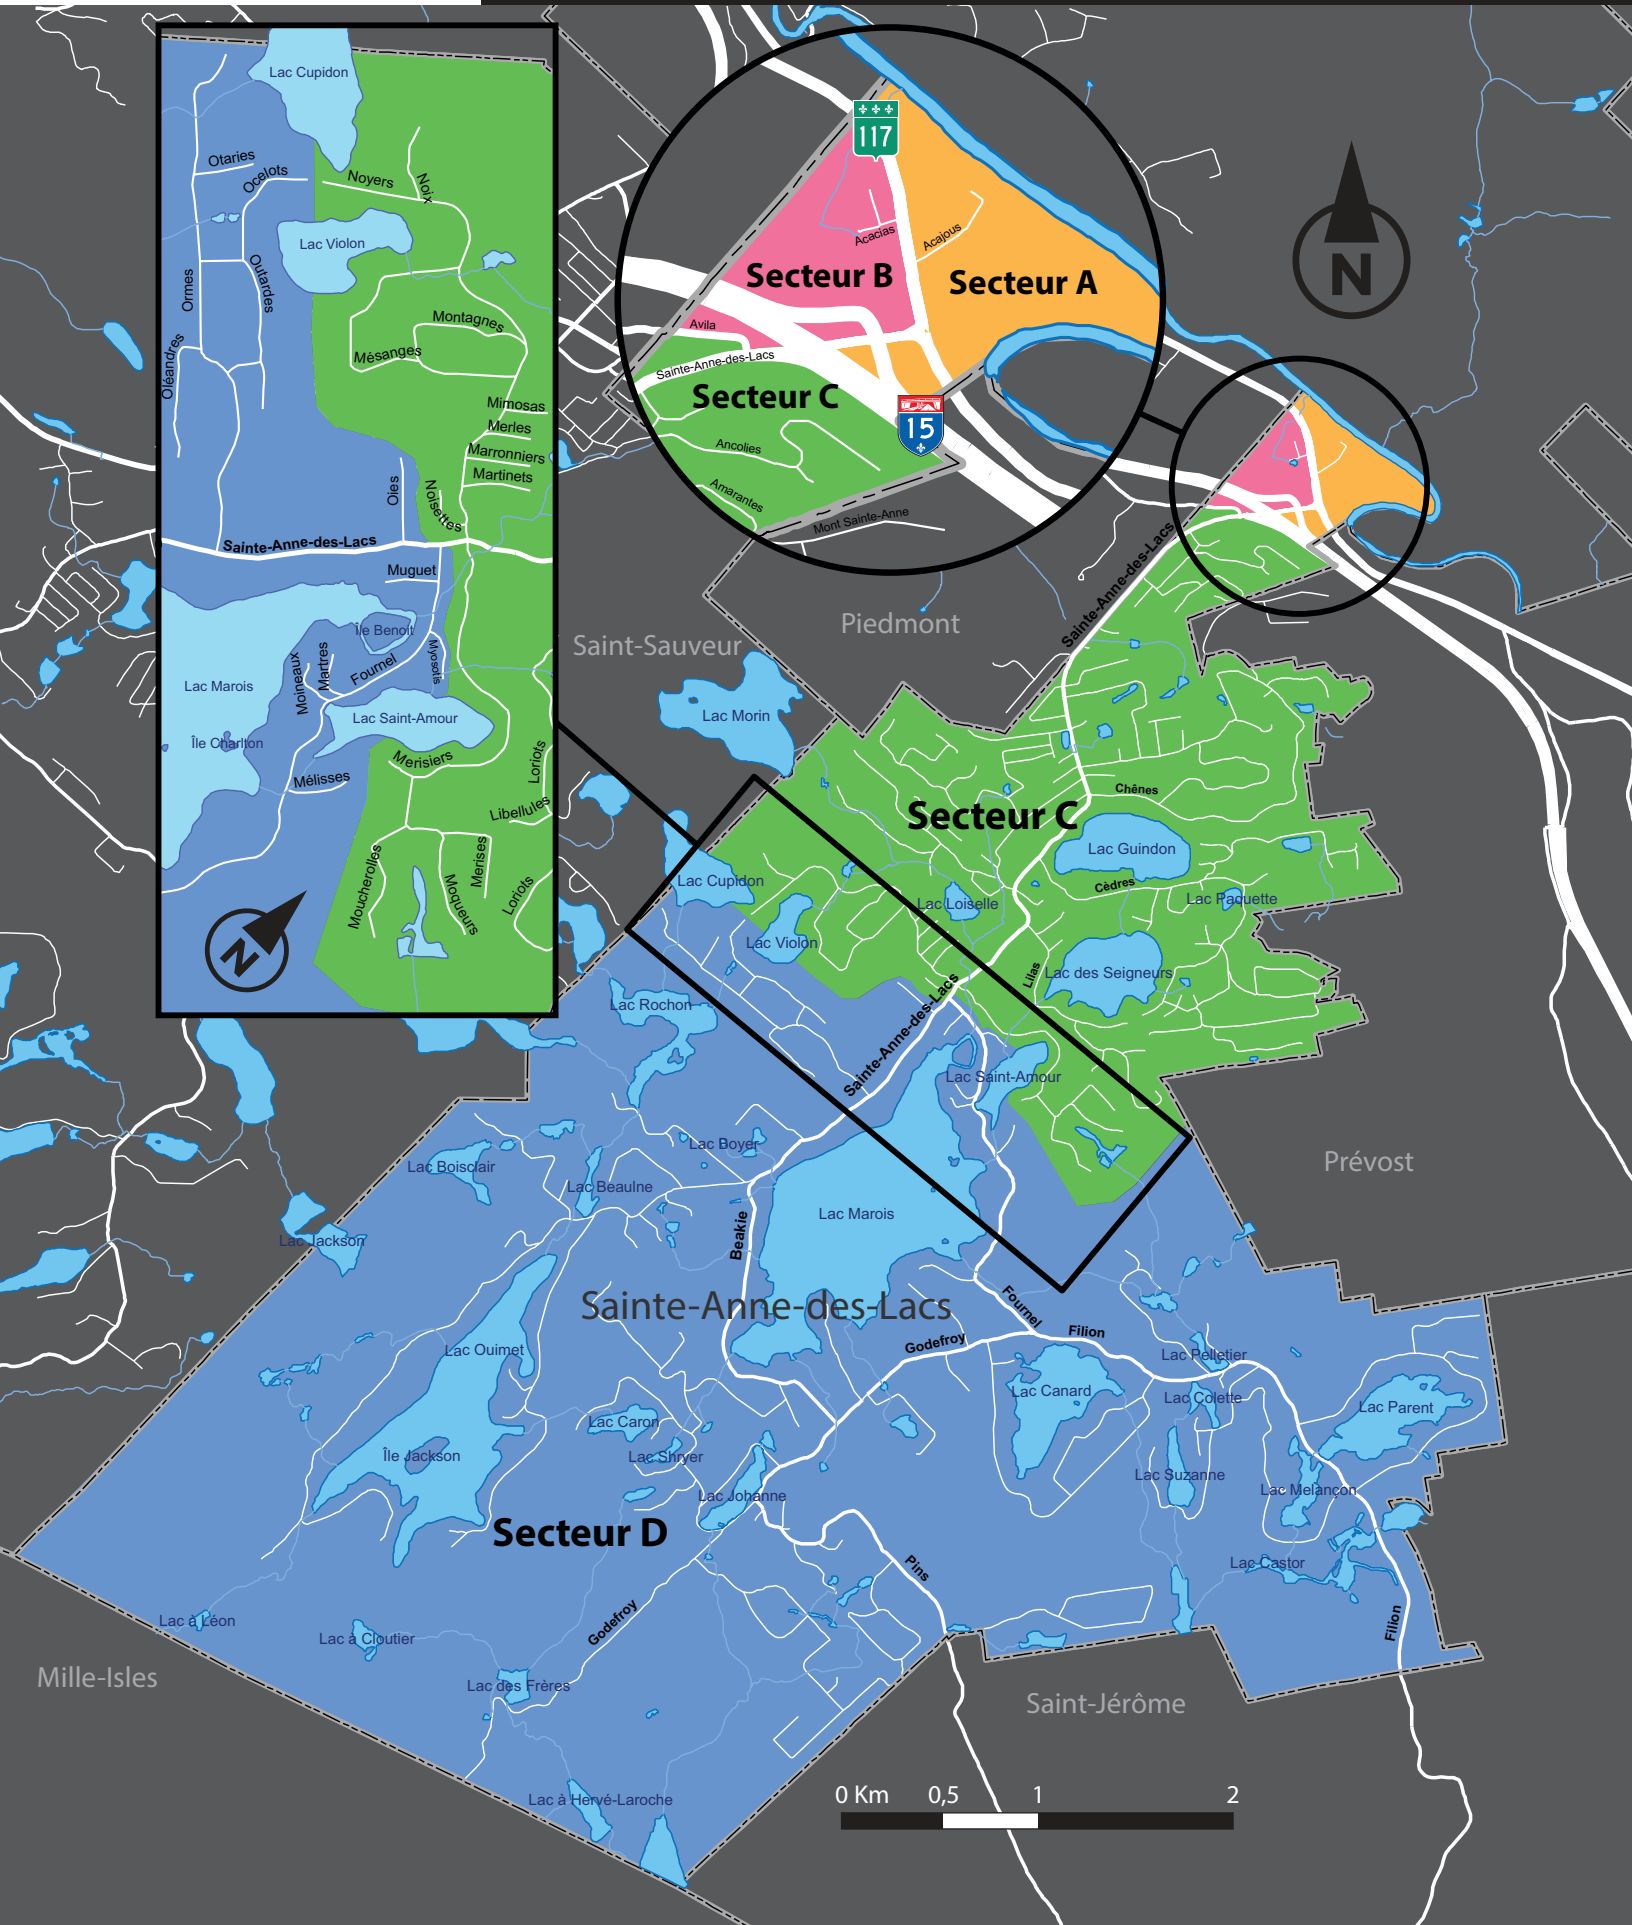 Lac Cupidon
Otaries
Ocelots
Noyers
Noix
Lac Violon
Ormes
Outardes
Montagnes
Mésanges
Oléandres
Mimosas
Merles
Marronniers
Martinets
Oies
Noisettes
Sainte-Anne-des-Lacs
Muguet
Île Benoit
Myosotis
Moineaux
Martres
Fournel
Lac Marois
Lac Saint-Amour
Île Charlton
Merisiers
Mélisses
Loriots
Libellules
Moucherolles
Moqueurs
Merises
Loriots
N
117
Acacias
Acajous
Secteur B
Secteur A
Avila
Sainte-Anne-des-Lacs
Secteur C
15
Ancolies
Amarantes
Mont Sainte-Anne
N
Sainte-Anne-des-Lacs
Piedmont
Saint-Sauveur
Lac Morin
Chênes
Secteur C
Lac Guindon
Lac Cupidon
Cèdres
Lac Paquette
Lac Loiselle
Lac Violon
Lilas
Lac des Seigneurs
Lac Rochon
Sainte-Anne-des-Lacs
Lac Saint-Amour
Lac Boyer
Lac Boisclair
Lac Beaulne
Prévost
Lac Marois
Beakie
Lac Jackson
Sainte-Anne-des-Lacs
Fournel
Filion
Godefroy
Lac Ouimet
Lac Pelletier
Lac Canard
Lac Colette
Lac Parent
Lac Caron
Île Jackson
Lac Shryer
Lac Suzanne
Lac Melançon
Lac Johanne
Secteur D
Lac Castor
Pins
Godefroy
Filion
Lac à Léon
Lac à Cloutier
Mille-Isles
Lac des Frères
Saint-Jérôme
Lac à Hervé-Laroche
0 Km 0,5 1 2